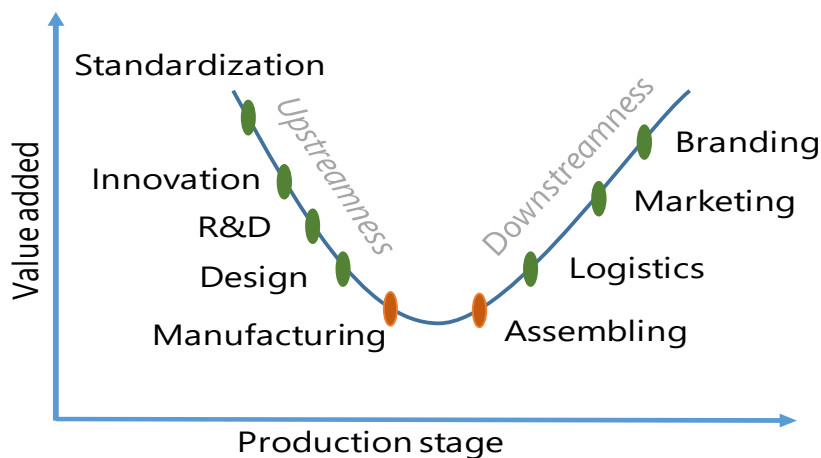 Standardization
Upstreamness
Downstreamness
Branding
Innovation
Marketing
R&D
Design
Logistics
Manufacturing
Assembling
Value added
Production stage